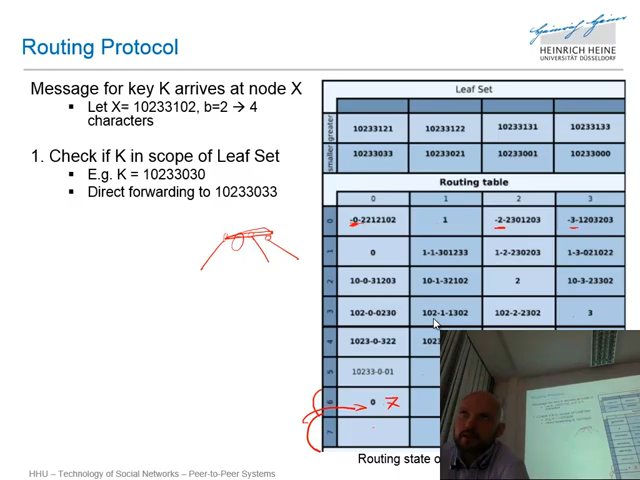 Routing Protocol
HEINRICH HEINE
UNIVERSITÄT DÜSSELDORF
Message for key K arrives at node X
Let X= 10233102, b=2 → 4
characters
1. Check if K in scope of Leaf Set
E.g. K = 10233030
Direct forwarding to 10233033
Leaf Set
greater 10233121 10233122 10233131 10233133
smaller 10233033 10233021 10233001 10233000
Routing table
0 1 2 3
0 -0-2212102 1 -2-2301203 -3-1203203
1 0 1-1-301233 1-2-230203 1-3-021022
2 10-0-31203 10-1-32102 2 10-3-23302
3 102-0-0230 102-1-1302 102-2-2302 3
4 1023-0-322
5 10233-0-01
6 0
7
Routing state
HHU – Technology of Social Networks – Peer-to-Peer Systems